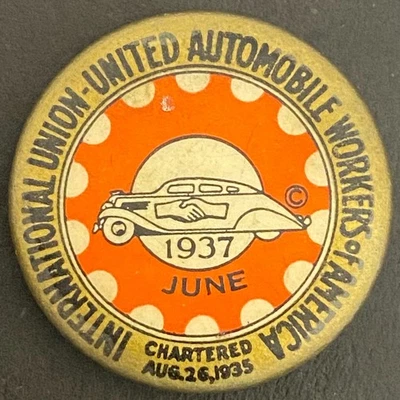 INTERNATIONAL UNION-UNITED AUTOMOBILE WORKERS OF AMERICA
©
1937
JUNE
CHARTERED
AUG. 26, 1935